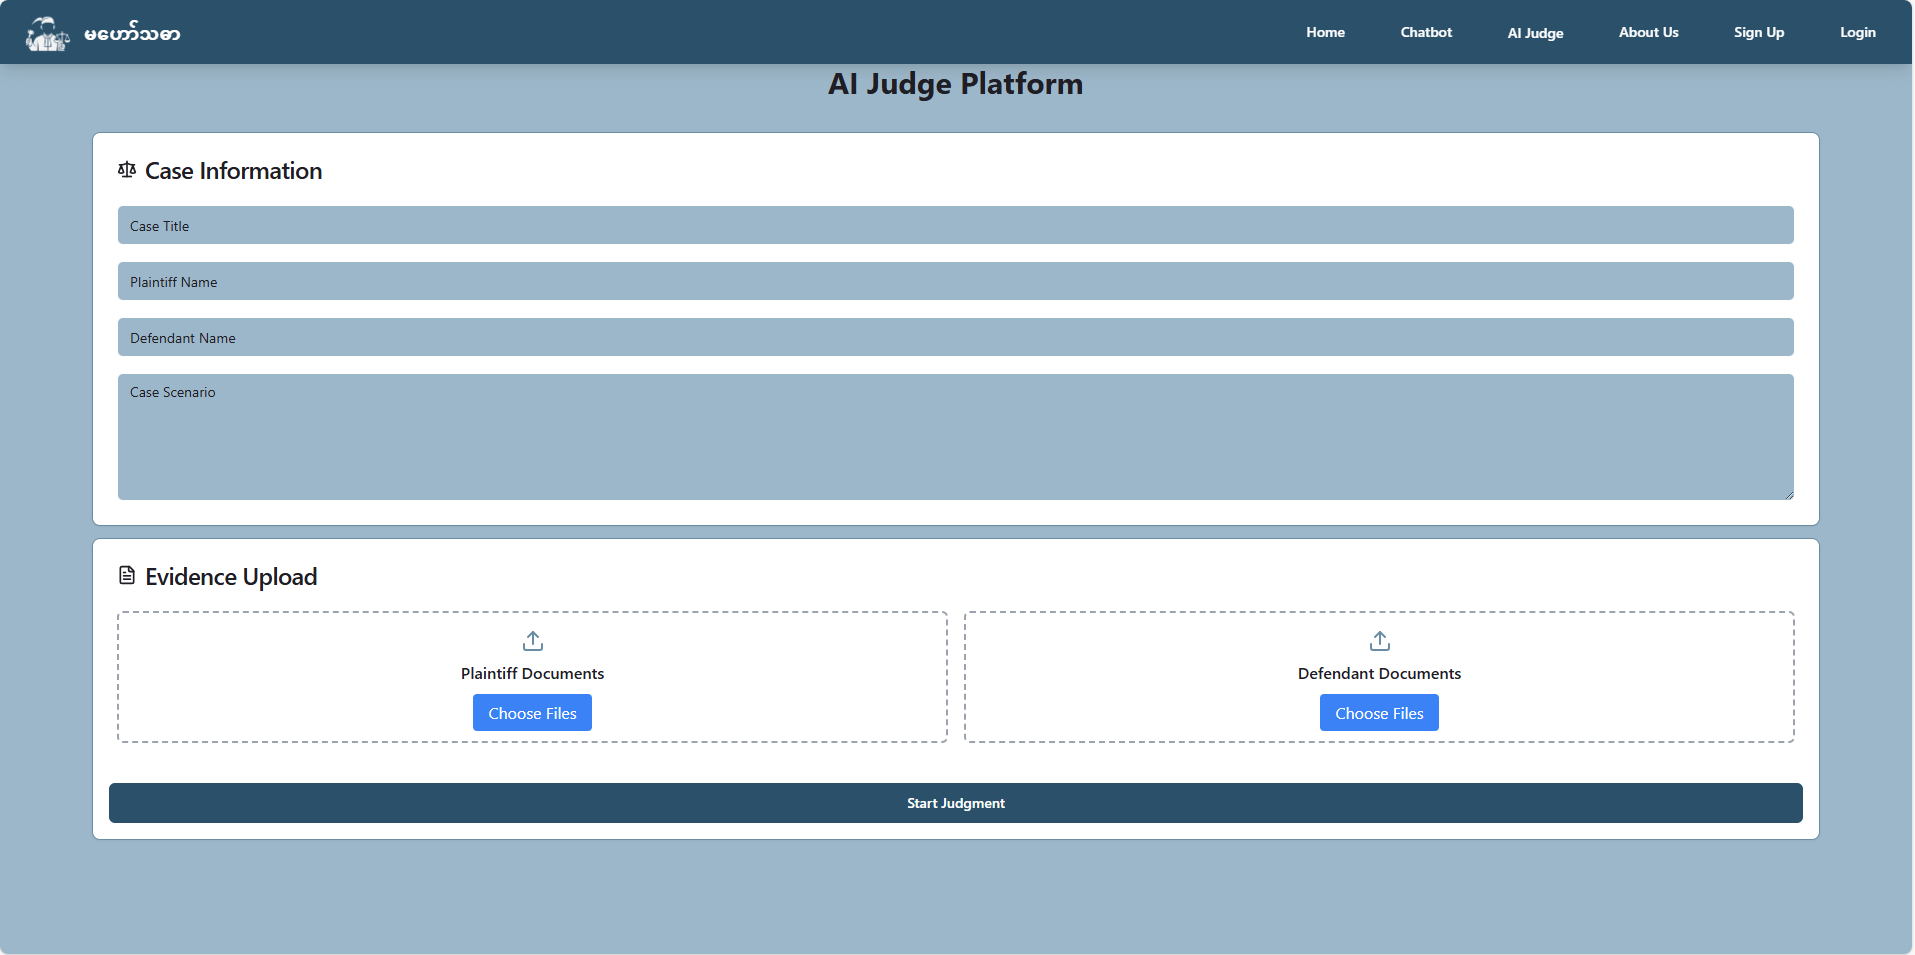 မဟော်သဓာ
Home Chatbot AI Judge About Us Sign Up Login
AI Judge Platform
Case Information
Case Title
Plaintiff Name
Defendant Name
Case Scenario
Evidence Upload
Plaintiff Documents
Choose Files
Defendant Documents
Choose Files
Start Judgment